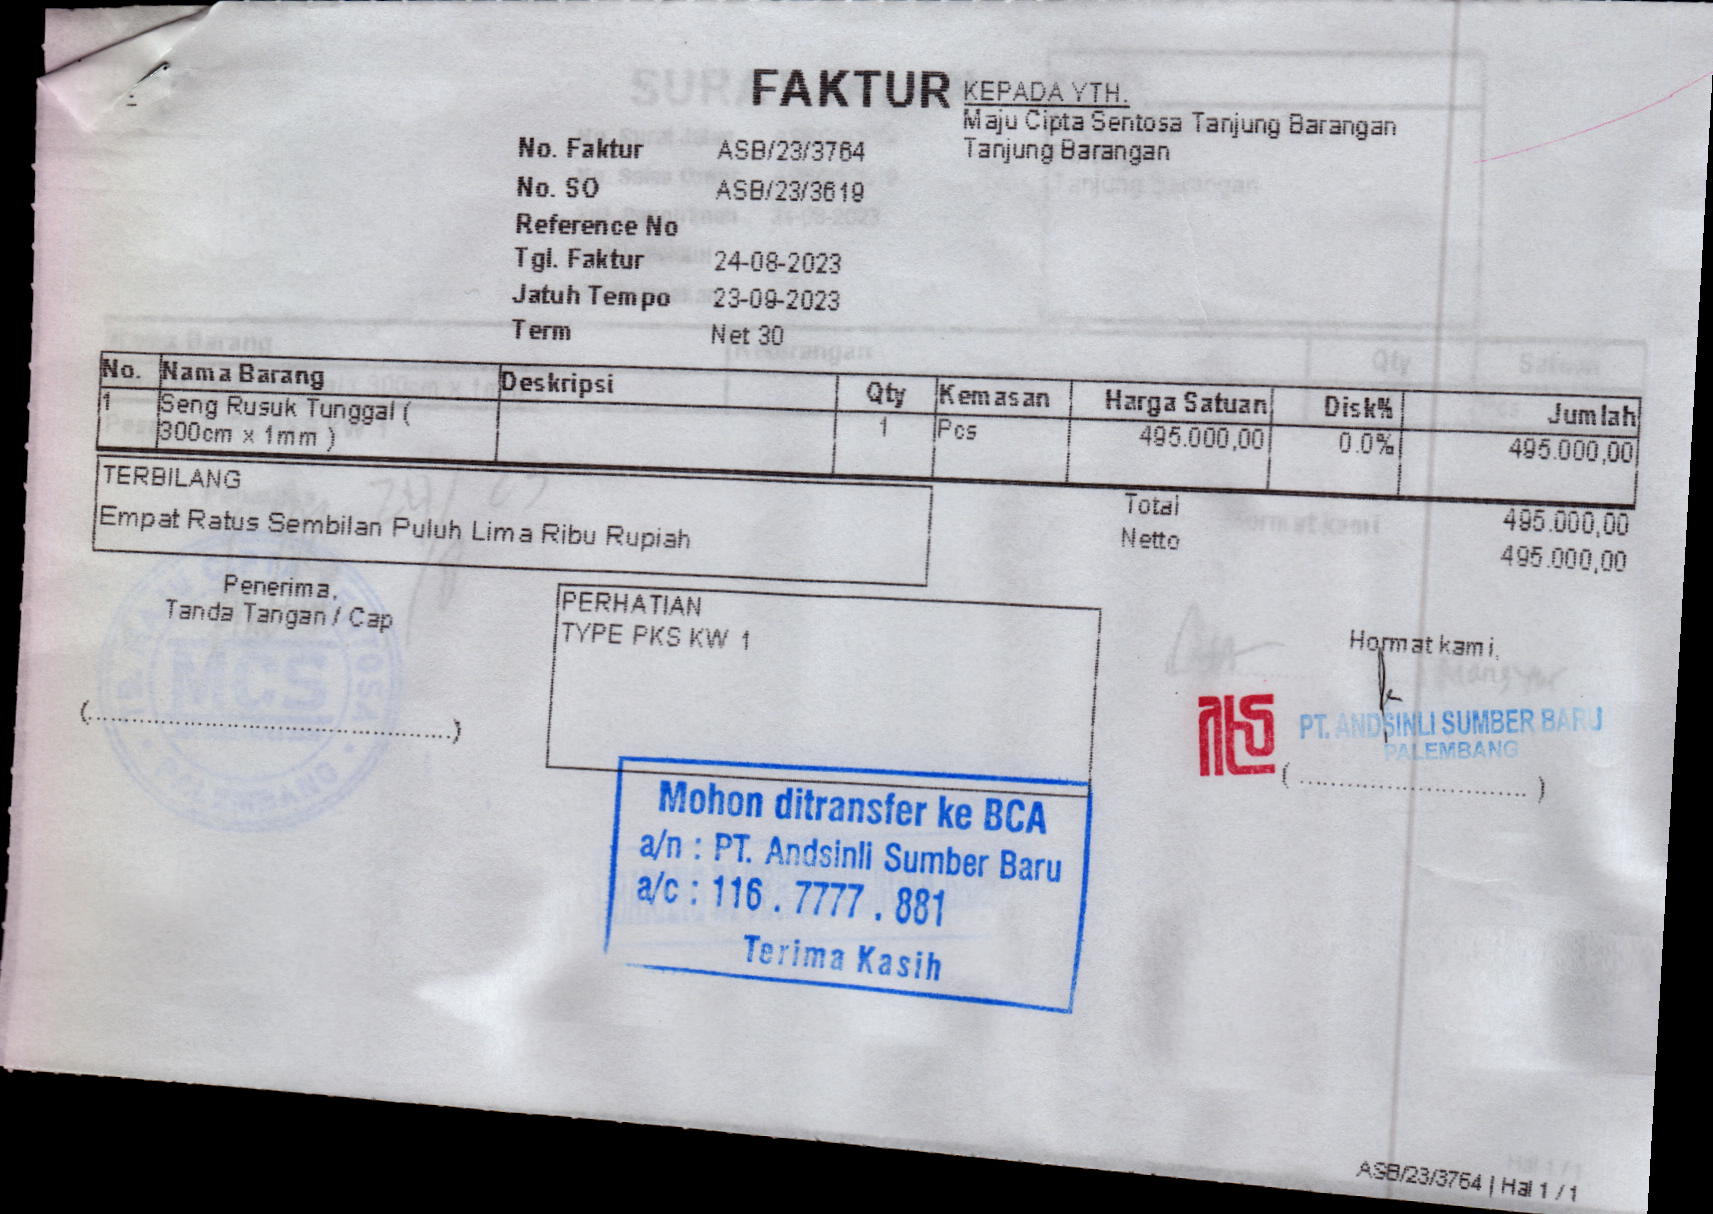 FAKTUR
KEPADA YTH.
Maju Cipta Sentosa Tanjung Barangan
Tanjung Barangan
No. Faktur ASB/23/3764
No. SO ASB/23/3619
Reference No
Tgl. Faktur 24-08-2023
Jatuh Tempo 23-09-2023
Term Net 30
No. Nama Barang Deskripsi Qty Kemasan Harga Satuan Disk% Jumlah
1 Seng Rusuk Tunggal ( 1 Pcs 495.000,00 0.0% 495.000,00
300cm x 1mm )
TERBILANG
Empat Ratus Sembilan Puluh Lima Ribu Rupiah
Total 495.000,00
Netto 495.000,00
Penerima,
Tanda Tangan / Cap
(....................................................)
PERHATIAN
TYPE PKS KW 1
Hormat kami,
PT. ANDSINLI SUMBER BARU
PALEMBANG
( ................................ )
MCS
PALEMBANG
Mohon ditransfer ke BCA
a/n : PT. Andsinli Sumber Baru
a/c : 116 . 7777 . 881
Terima Kasih
ASB/23/3764 | Hal 1 / 1